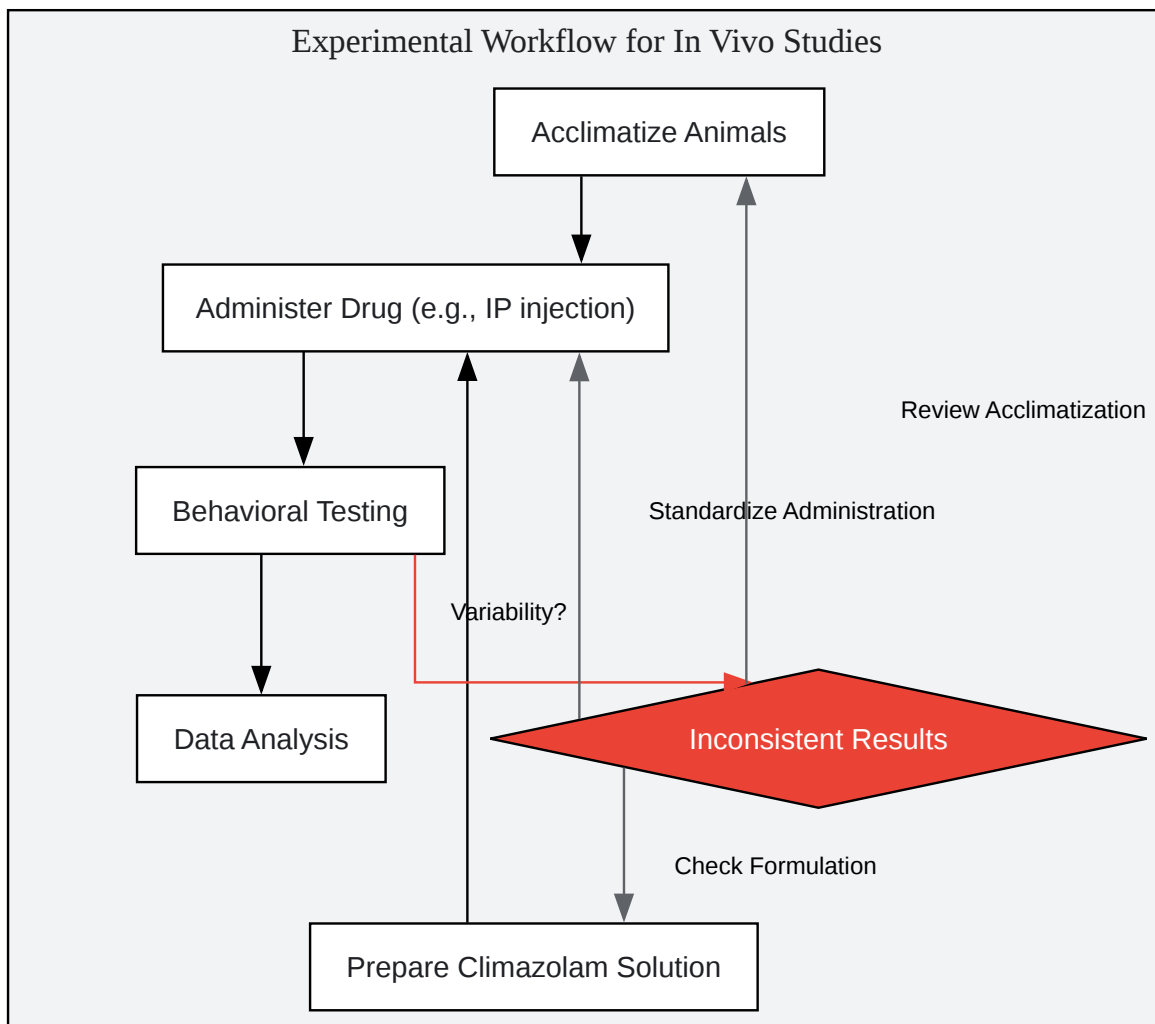 Experimental Workflow for In Vivo Studies
Acclimatize Animals
Administer Drug (e.g., IP injection)
Review Acclimatization
Behavioral Testing
Standardize Administration
Variability?
Data Analysis
Inconsistent Results
Check Formulation
Prepare Climazolam Solution